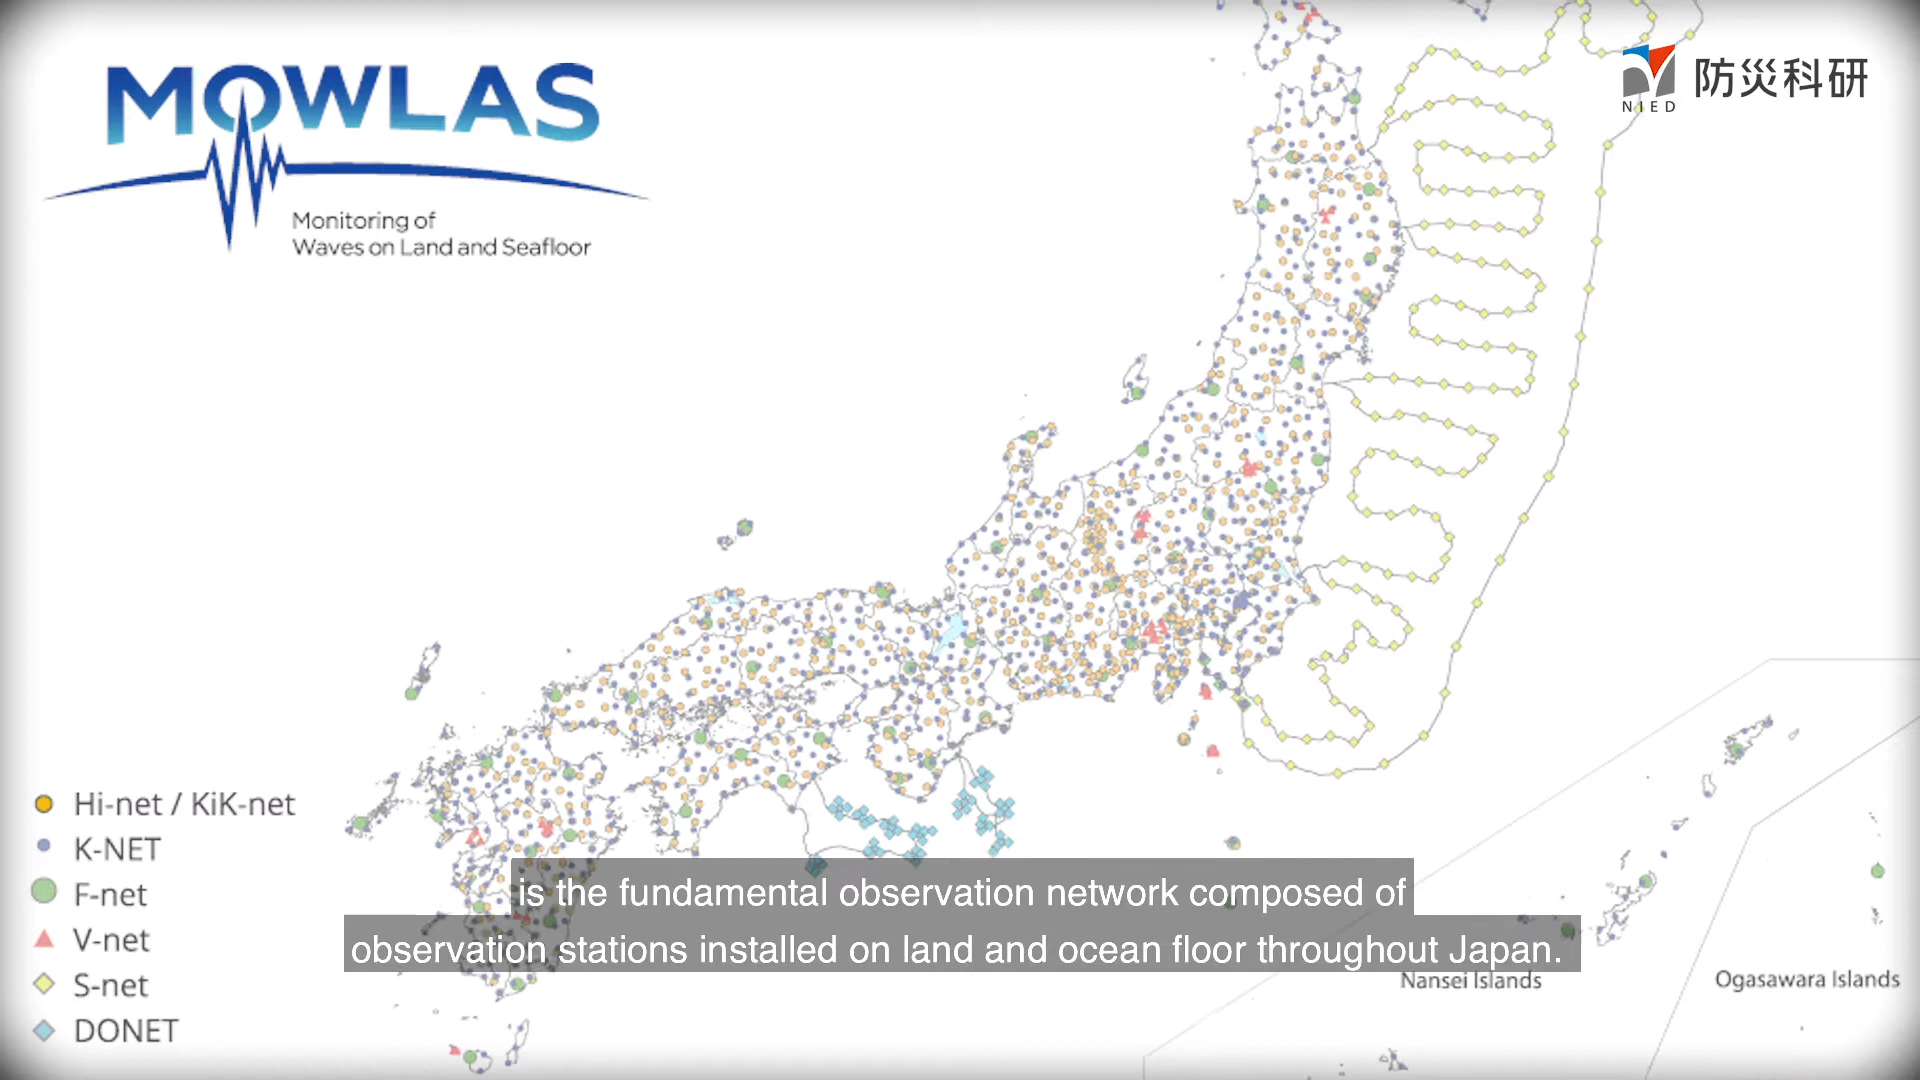 MOWLAS
Monitoring of
Waves on Land and Seafloor
NIED
防災科研
Hi-net / KiK-net
K-NET
F-net
V-net
S-net
DONET
is the fundamental observation network composed of
observation stations installed on land and ocean floor throughout Japan.
Nansei Islands
Ogasawara Islands